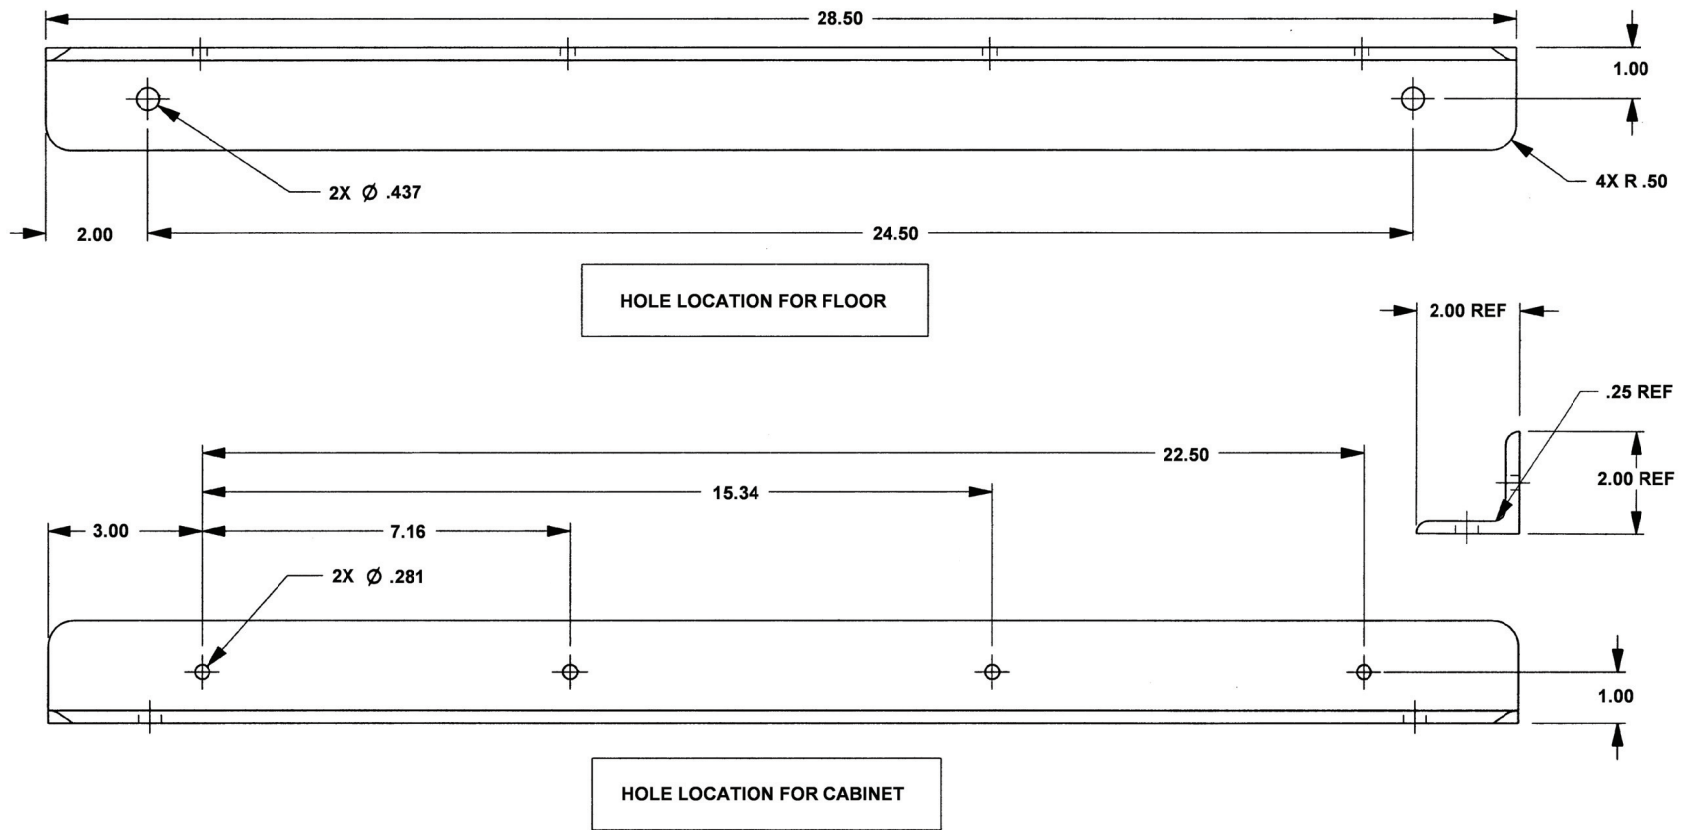 28.50
1.00
2X Ø .437
4X R .50
2.00
24.50
HOLE LOCATION FOR FLOOR
2.00 REF
.25 REF
22.50
2.00 REF
15.34
3.00
7.16
2X Ø .281
1.00
HOLE LOCATION FOR CABINET